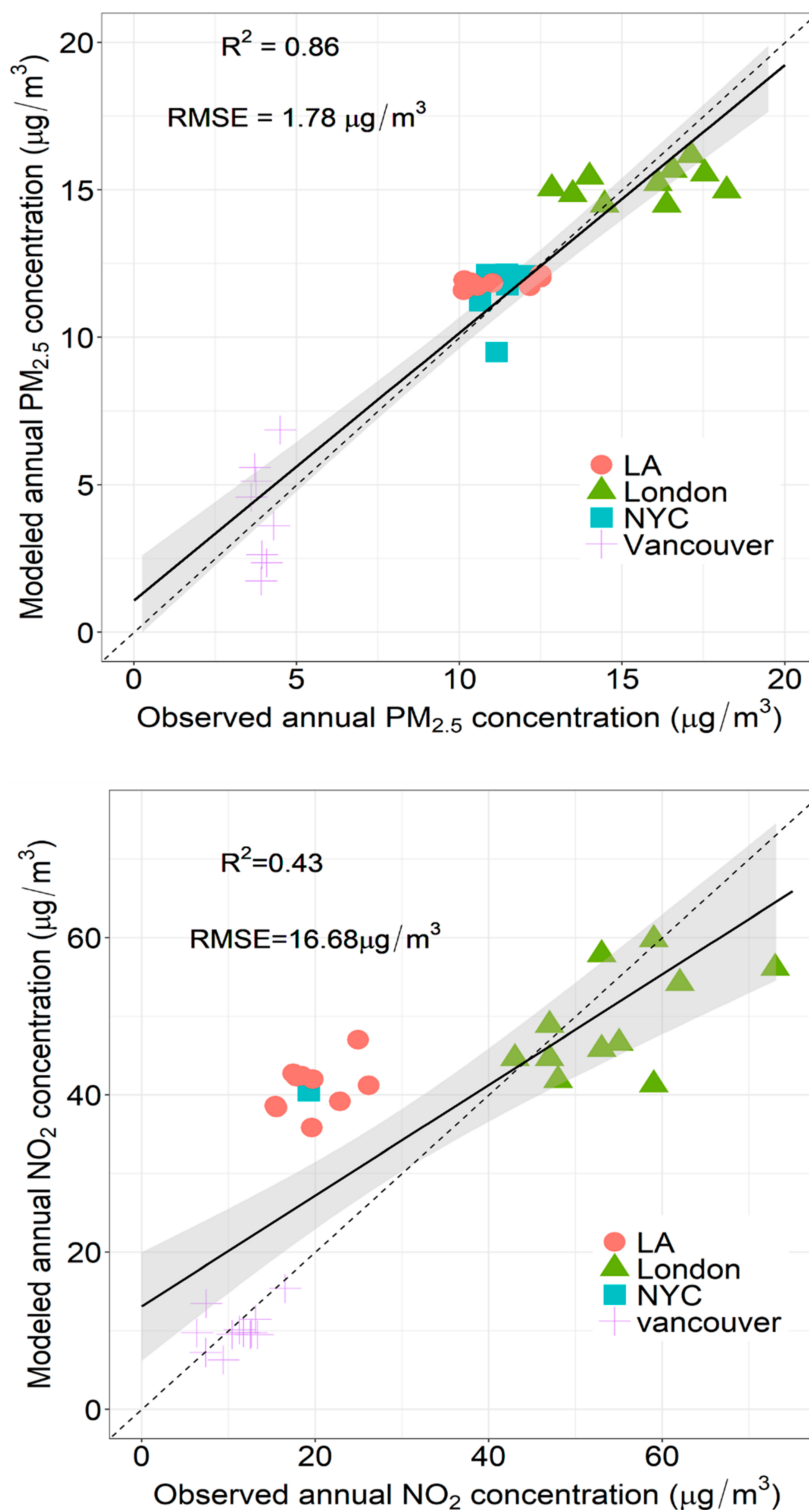 R² = 0.86
RMSE = 1.78 μg/m³
Modeled annual PM₂.₅ concentration (μg/m³)
20
15
10
5
0
LA
London
NYC
Vancouver
0 5 10 15 20
Observed annual PM₂.₅ concentration (μg/m³)
R²=0.43
RMSE=16.68μg/m³
Modeled annual NO₂ concentration (μg/m³)
60
40
20
0
LA
London
NYC
vancouver
0 20 40 60
Observed annual NO₂ concentration (μg/m³)